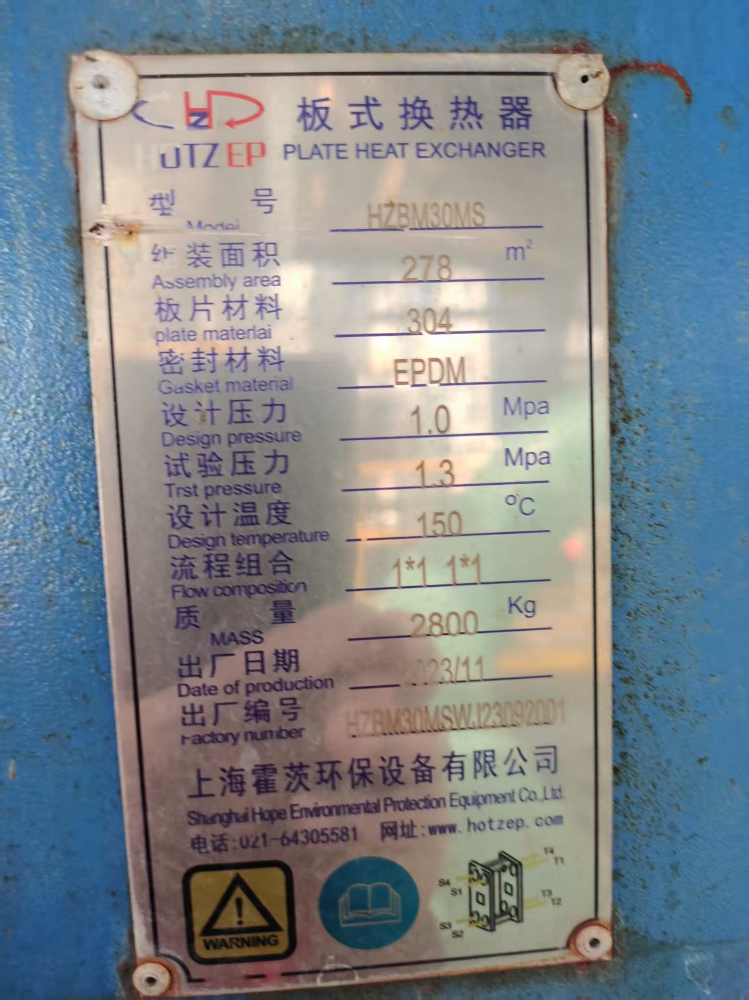 HOTZEP
板式换热器
PLATE HEAT EXCHANGER
型 号 HZBM30MS
Model
组装面积 278 m²
Assembly area
板片材料 304
plate materlai
密封材料 EPDM
Gasket material
设计压力 1.0 Mpa
Design pressure
试验压力 1.3 Mpa
Trst pressure
设计温度 150 ℃
Design temperature
流程组合 1*1 1*1
Flow composition
质 量 2800 Kg
MASS
出厂日期 2023/11
Date of production
出厂编号 HZBM30MSWJ23092001
Factory number
上海霍茨环保设备有限公司
Shanghai Hope Environmental Protection Equipment Co.,Ltd.
电话:021-64305581 网址:www.hotzep.com
WARNING
S4 T4
S1 T1
S3 T3
S2 T2